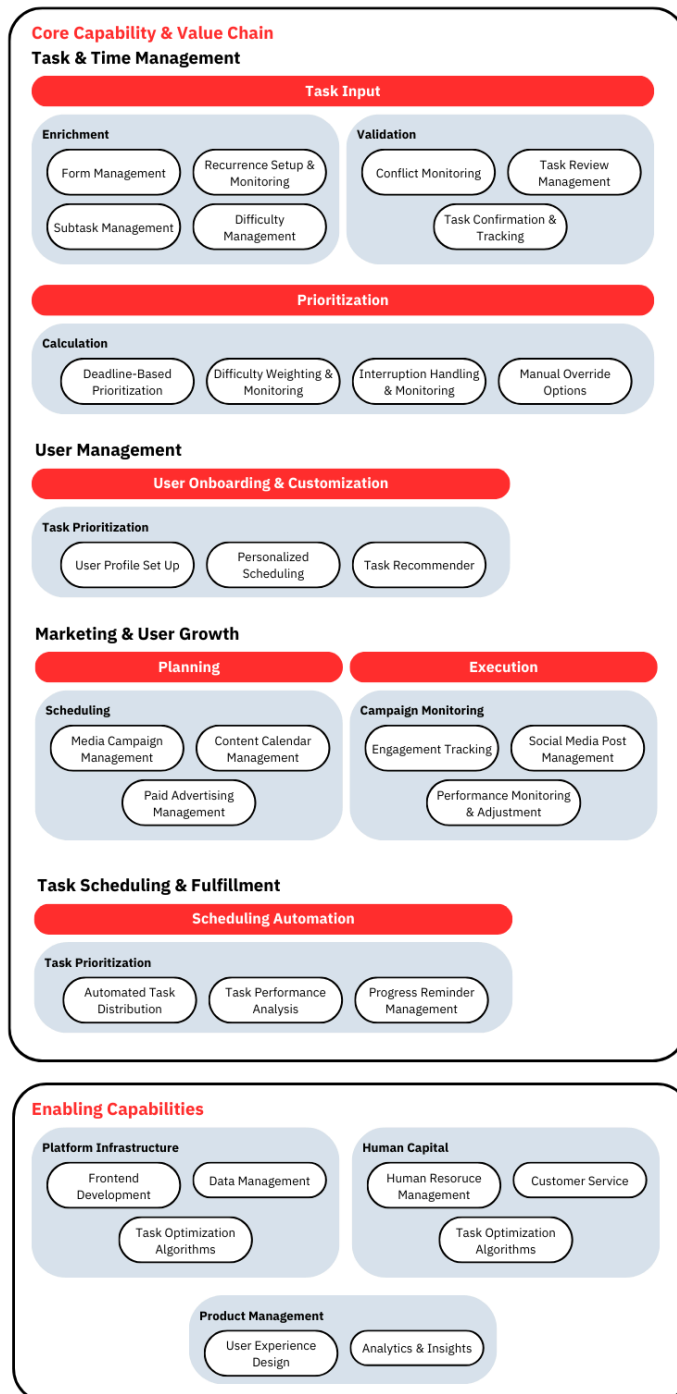 Core Capability & Value Chain
Task & Time Management
Task Input
Enrichment
Form Management
Recurrence Setup &
Monitoring
Subtask Management
Difficulty
Management
Validation
Conflict Monitoring
Task Review
Management
Task Confirmation &
Tracking
Prioritization
Calculation
Deadline-Based
Prioritization
Difficulty Weighting &
Monitoring
Interruption Handling
& Monitoring
Manual Override
Options
User Management
User Onboarding & Customization
Task Prioritization
User Profile Set Up
Personalized
Scheduling
Task Recommender
Marketing & User Growth
Planning
Scheduling
Media Campaign
Management
Content Calendar
Management
Paid Advertising
Management
Execution
Campaign Monitoring
Engagement Tracking
Social Media Post
Management
Performance Monitoring
& Adjustment
Task Scheduling & Fulfillment
Scheduling Automation
Task Prioritization
Automated Task
Distribution
Task Performance
Analysis
Progress Reminder
Management
Enabling Capabilities
Platform Infrastructure
Frontend
Development
Data Management
Task Optimization
Algorithms
Human Capital
Human Resoruce
Management
Customer Service
Task Optimization
Algorithms
Product Management
User Experience
Design
Analytics & Insights